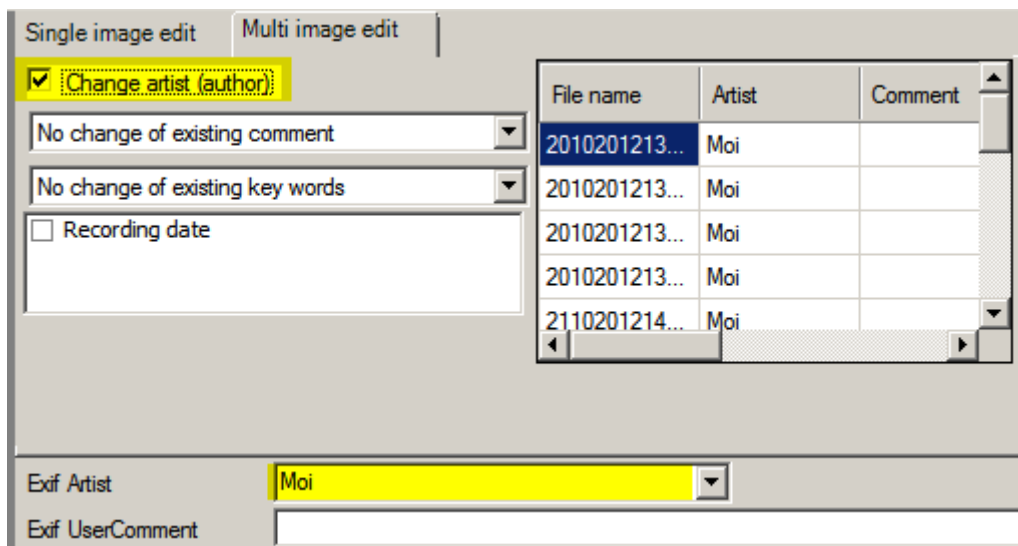 Single image edit Multi image edit
Change artist (author)
No change of existing comment
No change of existing key words
Recording date
File name Artist Comment
2010201213... Moi
2010201213... Moi
2010201213... Moi
2010201213... Moi
2110201214... Moi
Exif Artist Moi
Exif UserComment